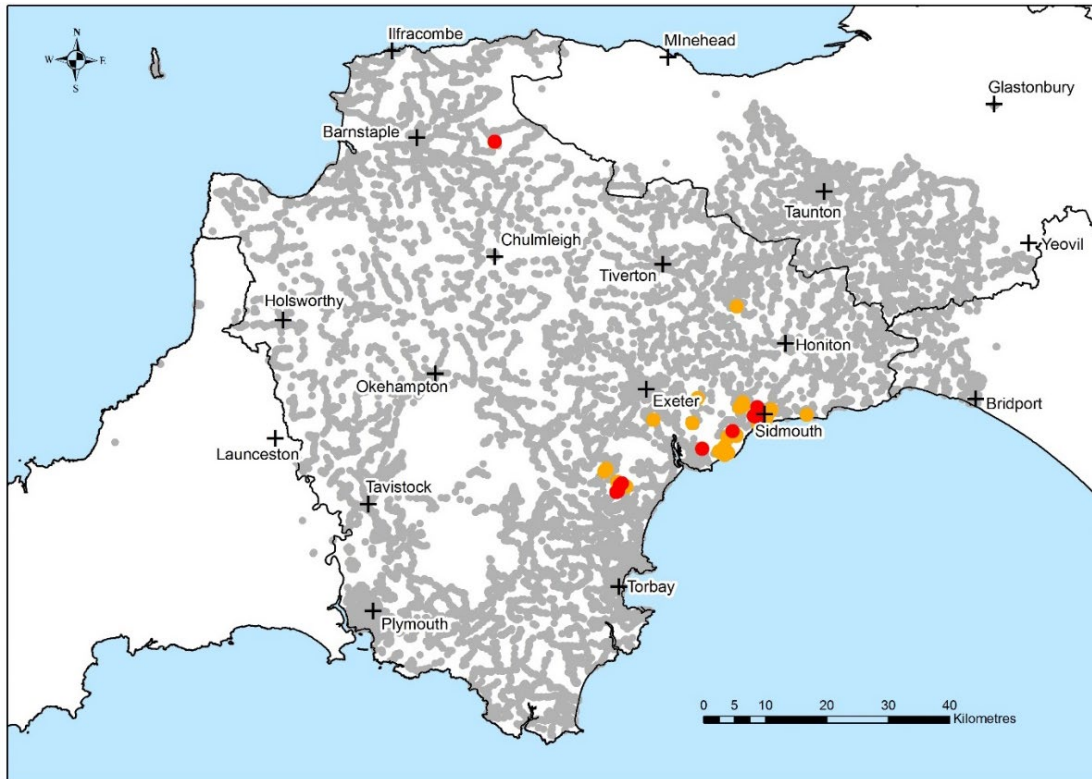 Ilfracombe
MInehead
N
W E
S
Glastonbury
Barnstaple
Taunton
Chulmleigh
Yeovil
Tiverton
Holsworthy
Honiton
Okehampton
Exeter
Bridport
Sidmouth
Launceston
Tavistock
Torbay
Plymouth
0 5 10 20 30 40
Kilometres